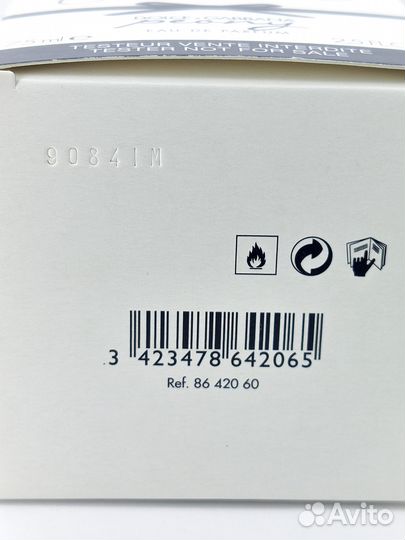 EAU DE PARFUM
TESTEUR VENTE INTERDITE
TESTER NOT FOR SALE
90841M
3 423478 642065
Ref. 86 420 60
Avito